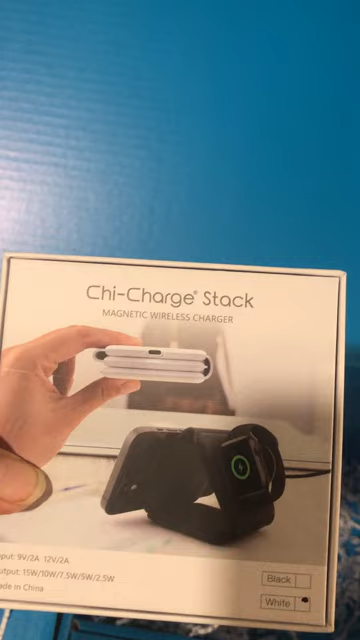 Chi-Charge® Stack
MAGNETIC WIRELESS CHARGER
put: 9V/2A 12V/2A
utput: 15W/10W/7.5W/5W/2.5W
ade in China
Black
White